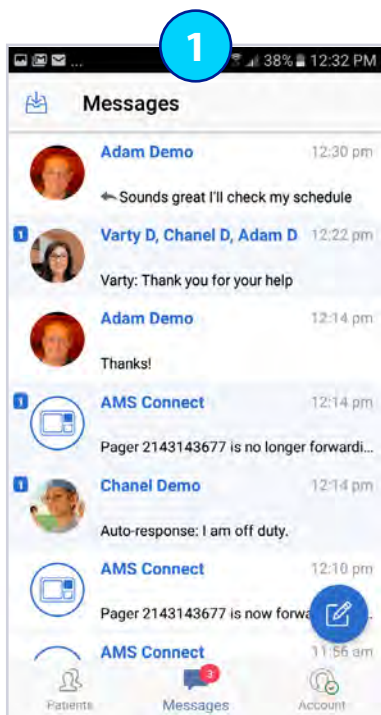 1
... 38% 12:32 PM
Messages
Adam Demo 12:30 pm
Sounds great I'll check my schedule
1 Varty D, Chanel D, Adam D 12:22 pm
Varty: Thank you for your help
Adam Demo 12:14 pm
Thanks!
1 AMS Connect 12:14 pm
Pager 2143143677 is no longer forwardi...
1 Chanel Demo 12:14 pm
Auto-response: I am off duty.
AMS Connect 12:10 pm
Pager 2143143677 is now forwa
AMS Connect 11:56 am
3
Patients Messages Account